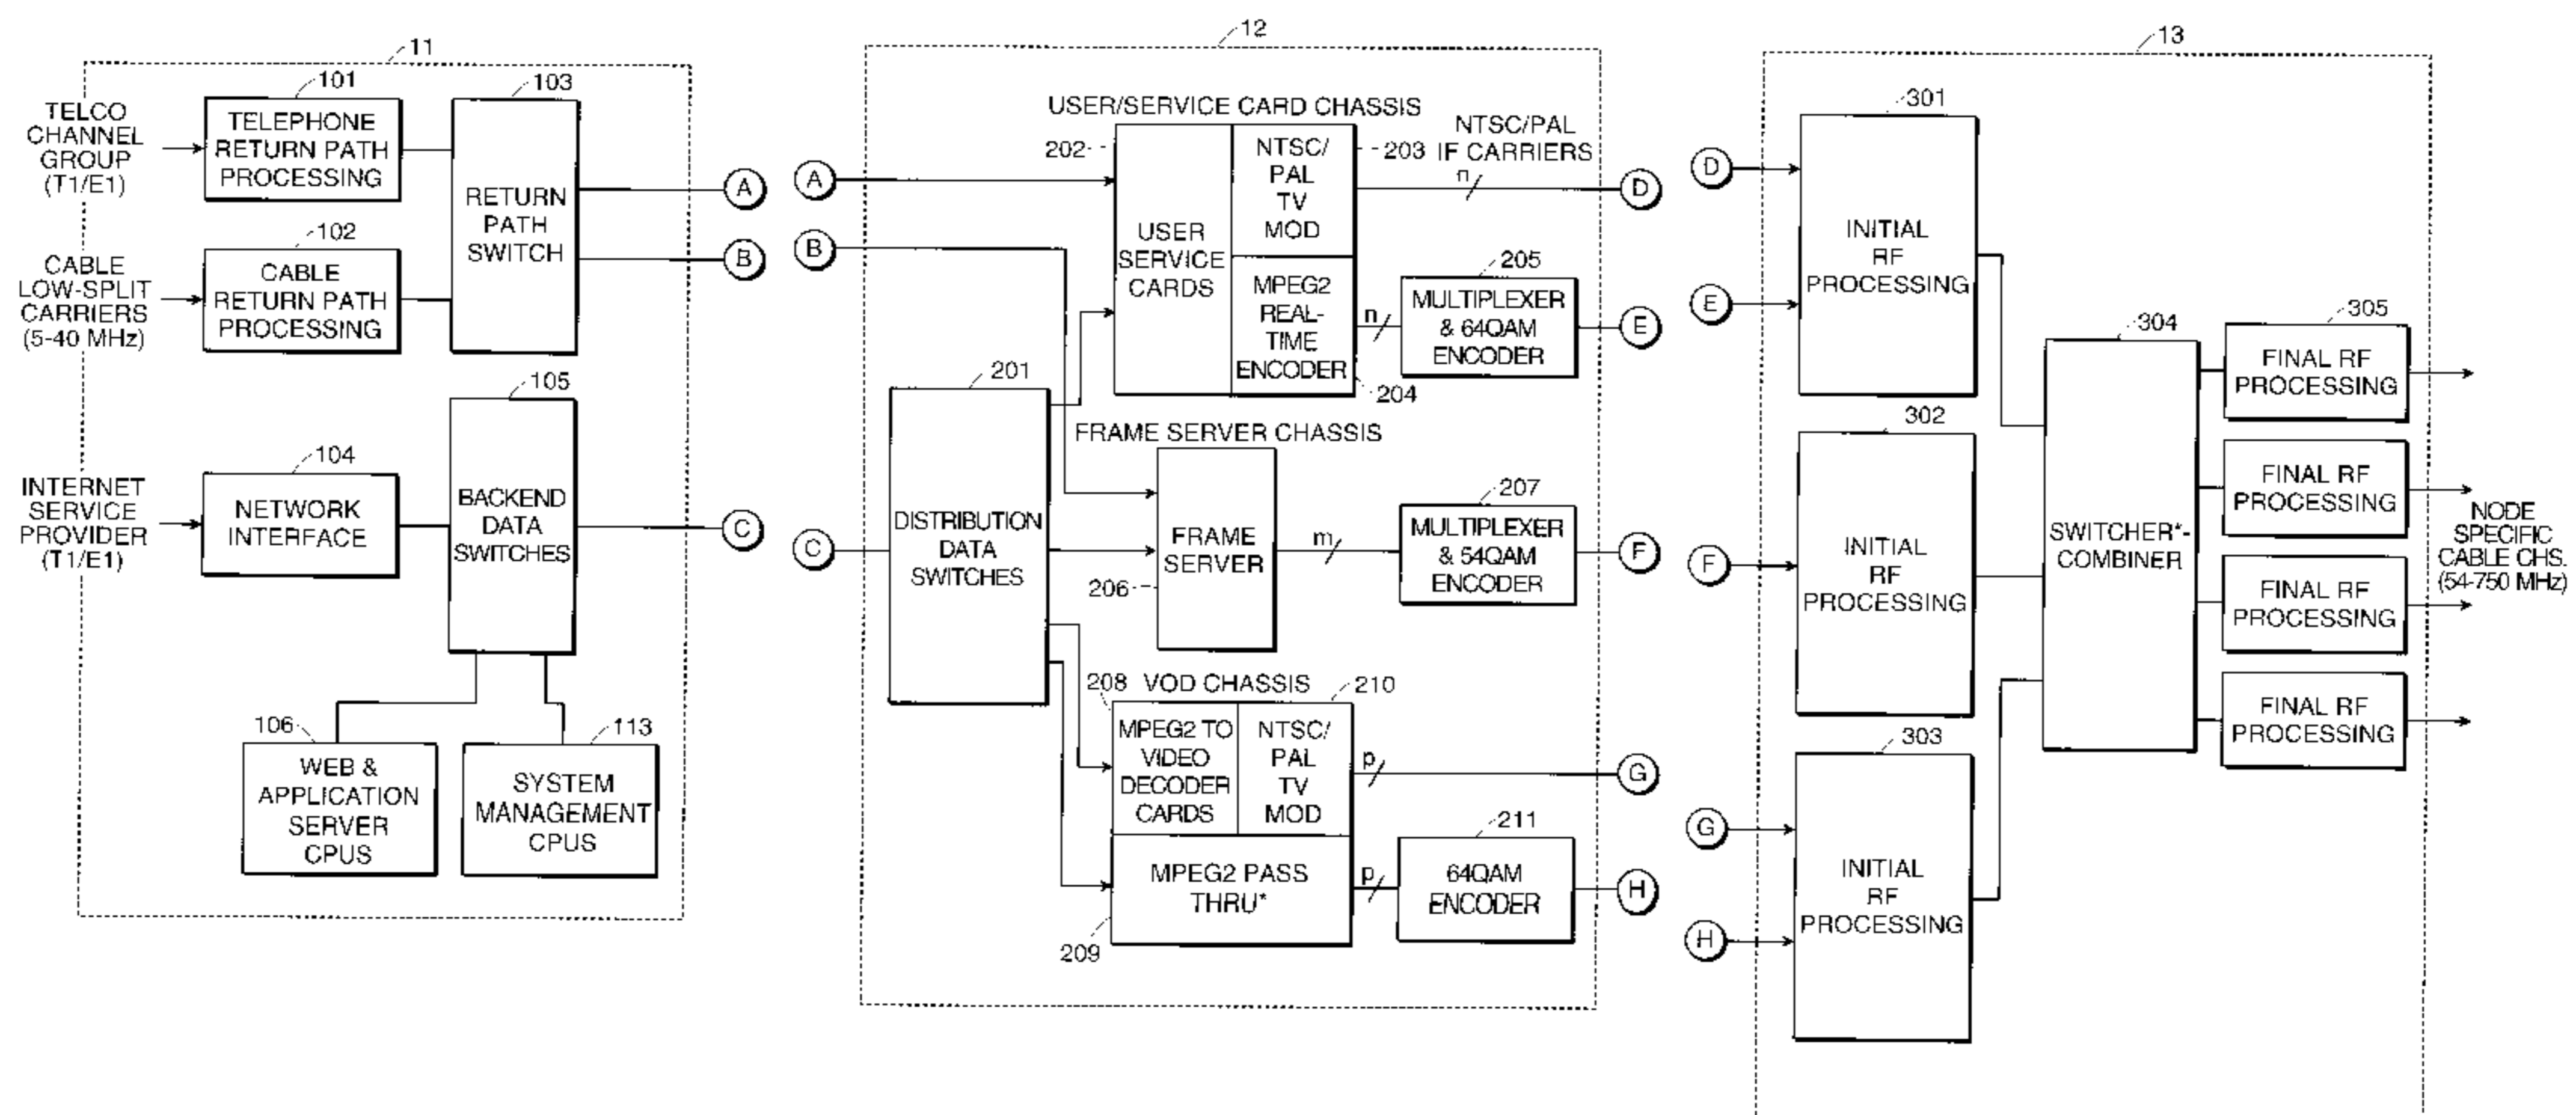 11
TELCO
CHANNEL
GROUP
(T1/E1)
101
TELEPHONE
RETURN PATH
PROCESSING
103
RETURN
PATH
SWITCH
CABLE
LOW-SPLIT
CARRIERS
(5-40 MHz)
102
CABLE
RETURN PATH
PROCESSING
A
B
INTERNET
SERVICE
PROVIDER
(T1/E1)
104
NETWORK
INTERFACE
105
BACKEND
DATA
SWITCHES
C
106
WEB &
APPLICATION
SERVER
CPUS
113
SYSTEM
MANAGEMENT
CPUS
12
A
B
C
201
DISTRIBUTION
DATA
SWITCHES
USER/SERVICE CARD CHASSIS
202
USER
SERVICE
CARDS
NTSC/
PAL
TV
MOD
203
NTSC/PAL
IF CARRIERS
n
D
MPEG2
REAL-
TIME
ENCODER
204
n
205
MULTIPLEXER
& 64QAM
ENCODER
E
FRAME SERVER CHASSIS
206
FRAME
SERVER
m
207
MULTIPLEXER
& 54QAM
ENCODER
F
208
VOD CHASSIS
210
MPEG2 TO
VIDEO
DECODER
CARDS
NTSC/
PAL
TV
MOD
p
G
MPEG2 PASS
THRU*
209
p
211
64QAM
ENCODER
H
13
D
E
301
INITIAL
RF
PROCESSING
F
302
INITIAL
RF
PROCESSING
G
H
303
INITIAL
RF
PROCESSING
304
SWITCHER*-
COMBINER
305
FINAL RF
PROCESSING
FINAL RF
PROCESSING
FINAL RF
PROCESSING
FINAL RF
PROCESSING
NODE
SPECIFIC
CABLE CHS.
(54-750 MHz)